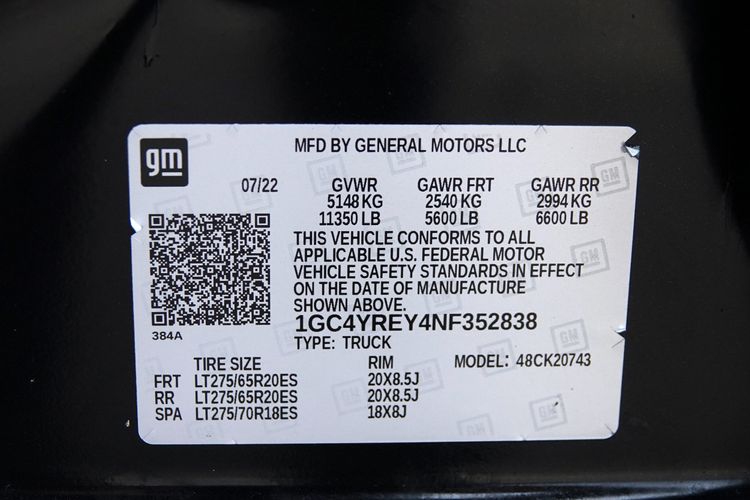 gm
MFD BY GENERAL MOTORS LLC
07/22 GVWR GAWR FRT GAWR RR
5148 KG 2540 KG 2994 KG
11350 LB 5600 LB 6600 LB
THIS VEHICLE CONFORMS TO ALL
APPLICABLE U.S. FEDERAL MOTOR
VEHICLE SAFETY STANDARDS IN EFFECT
ON THE DATE OF MANUFACTURE
SHOWN ABOVE.
1GC4YREY4NF352838
384A
TYPE: TRUCK
TIRE SIZE RIM MODEL: 48CK20743
FRT LT275/65R20ES 20X8.5J
RR LT275/65R20ES 20X8.5J
SPA LT275/70R18ES 18X8J